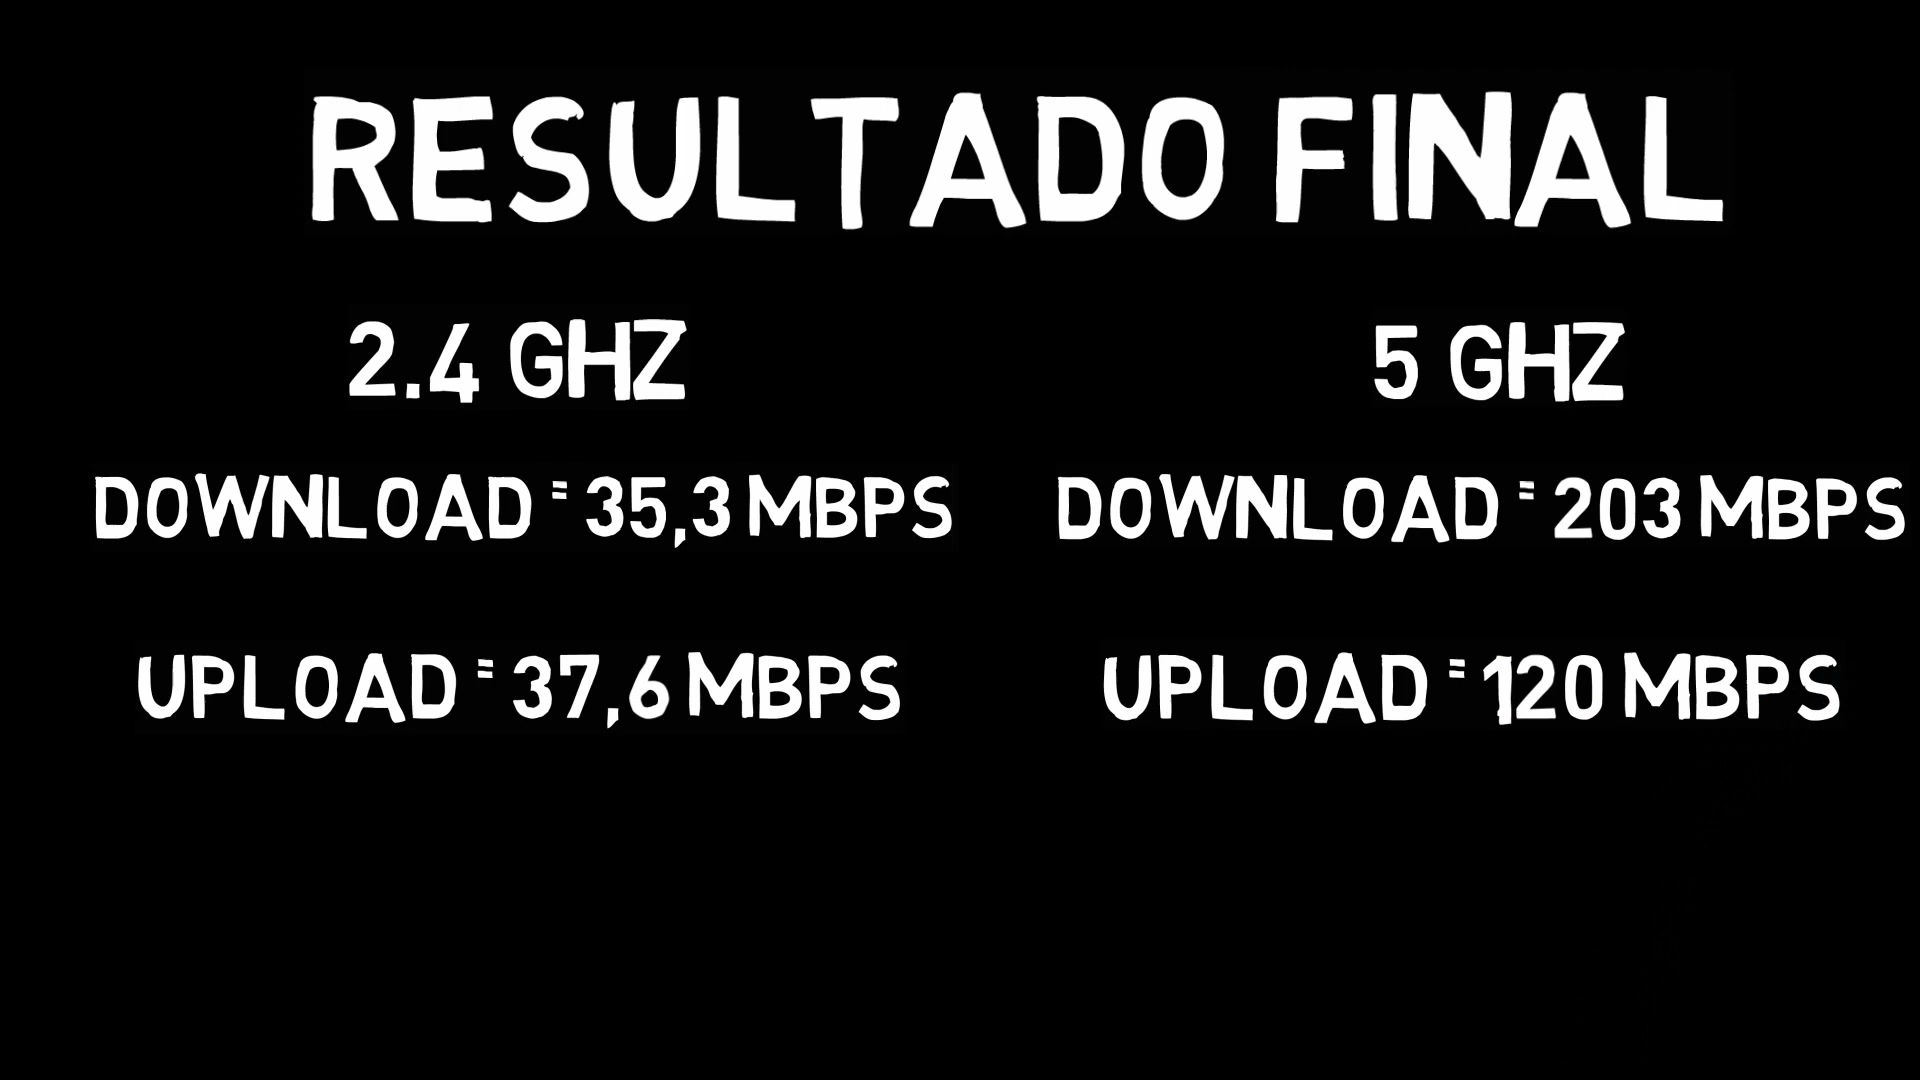 RESULTADO FINAL
2.4 GHZ
5 GHZ
DOWNLOAD = 35,3 MBPS
DOWNLOAD = 203 MBPS
UPLOAD = 37,6 MBPS
UPLOAD = 120 MBPS